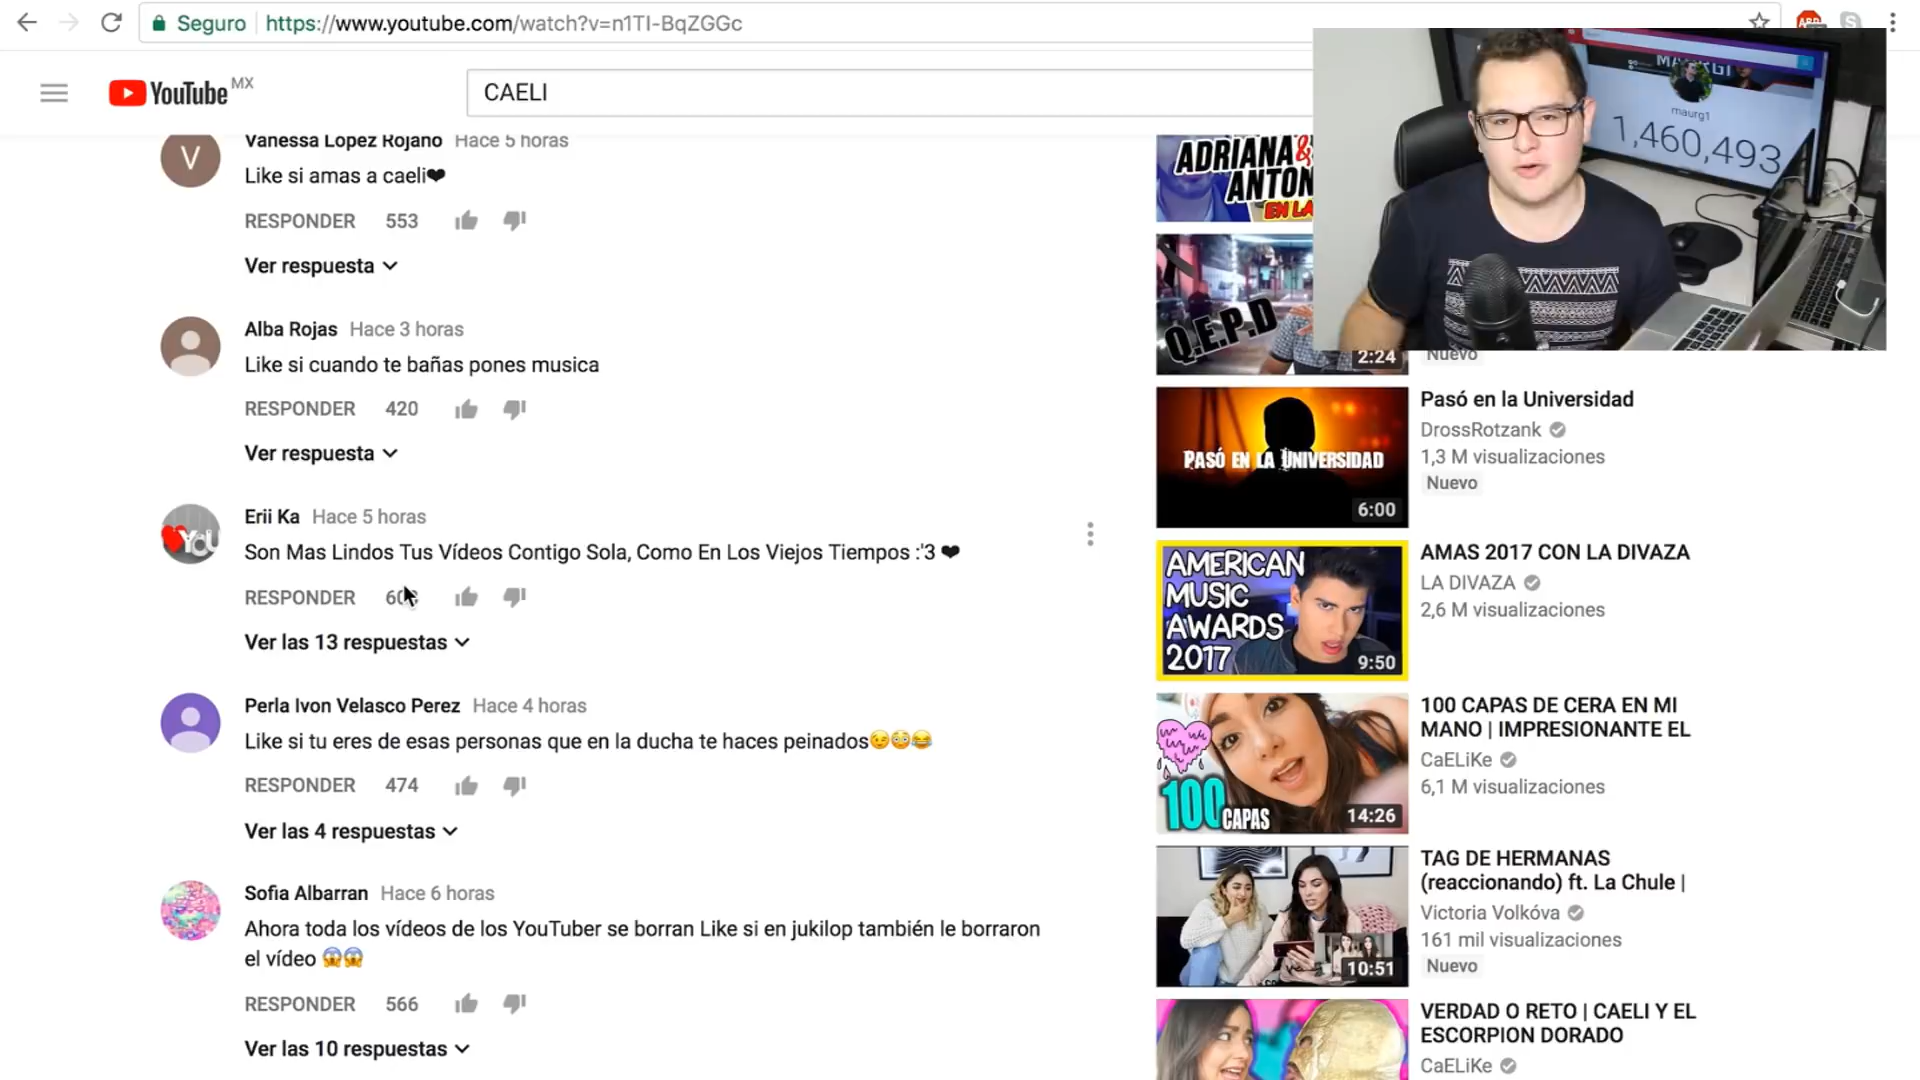 Seguro https://www.youtube.com/watch?v=n1TI-BqZGGc
YouTube MX
CAELI
ABP
maurg1
1,460,493
Vanessa Lopez Rojano Hace 5 horas
Like si amas a caeli❤
RESPONDER 553
Ver respuesta
Alba Rojas Hace 3 horas
Like si cuando te bañas pones musica
RESPONDER 420
Ver respuesta
Erii Ka Hace 5 horas
Son Mas Lindos Tus Vídeos Contigo Sola, Como En Los Viejos Tiempos :'3 ❤
RESPONDER
Ver las 13 respuestas
Perla Ivon Velasco Perez Hace 4 horas
Like si tu eres de esas personas que en la ducha te haces peinados😉😳😂
RESPONDER 474
Ver las 4 respuestas
Sofia Albarran Hace 6 horas
Ahora toda los vídeos de los YouTuber se borran Like si en jukilop también le borraron
el vídeo 😱😱
RESPONDER 566
Ver las 10 respuestas
ADRIANA &
ANTON
EN LA
Q.E.P.D
2:24
Nuevo
PASÓ EN LA UNIVERSIDAD
6:00
Pasó en la Universidad
DrossRotzank
1,3 M visualizaciones
Nuevo
AMERICAN
MUSIC
AWARDS
2017
9:50
AMAS 2017 CON LA DIVAZA
LA DIVAZA
2,6 M visualizaciones
100 CAPAS
14:26
100 CAPAS DE CERA EN MI
MANO | IMPRESIONANTE EL
CaELiKe
6,1 M visualizaciones
10:51
TAG DE HERMANAS
(reaccionando) ft. La Chule |
Victoria Volkóva
161 mil visualizaciones
Nuevo
VERDAD O RETO | CAELI Y EL
ESCORPION DORADO
CaELiKe